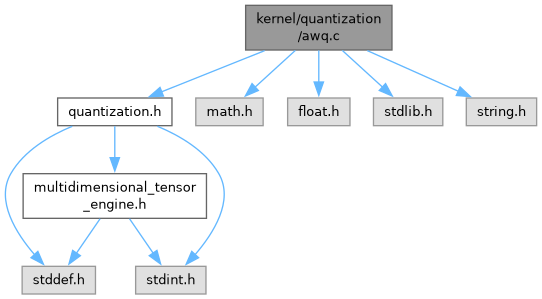 kernel/quantization
/awq.c
quantization.h
math.h
float.h
stdlib.h
string.h
multidimensional_tensor
_engine.h
stddef.h
stdint.h